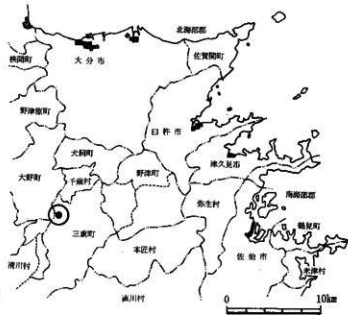 北海部郡
佐賀関町
大分市
挾間町
野津原町
臼杵市
犬飼町
津久見市
千歳村
野津町
大野町
弥生村
南海部郡
鶴見町
三重町
本匠村
佐伯市
清川村
米津村
直川村
0
10km